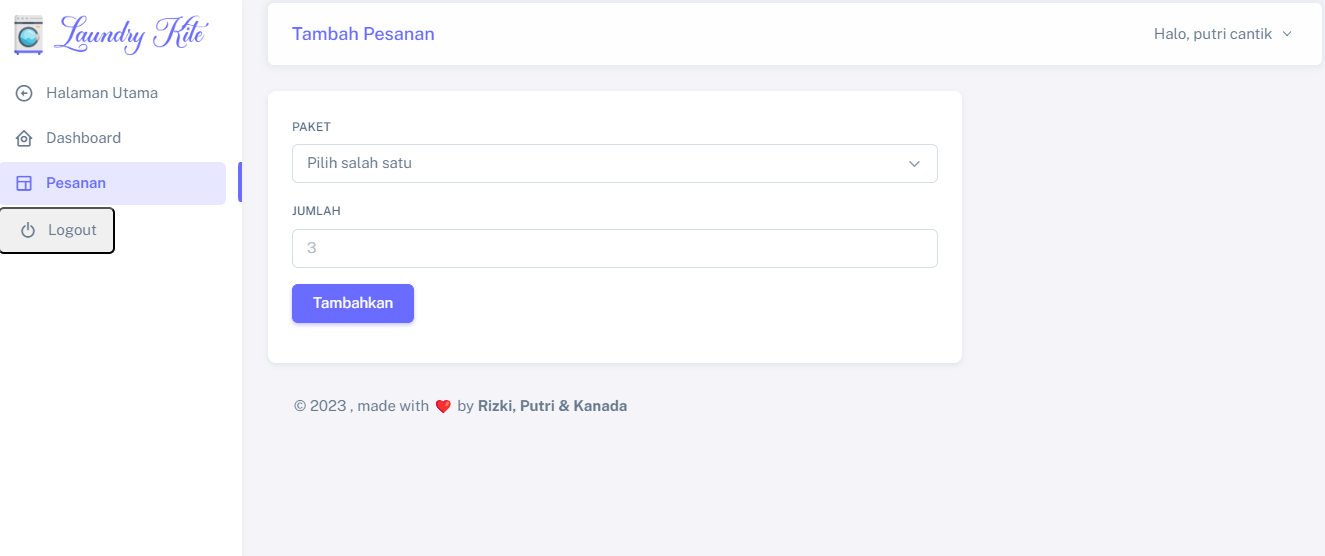 Laundry Kite
Halaman Utama
Dashboard
Pesanan
Logout
Tambah Pesanan
Halo, putri cantik
PAKET
Pilih salah satu
JUMLAH
3
Tambahkan
© 2023 , made with ❤️ by Rizki, Putri & Kanada